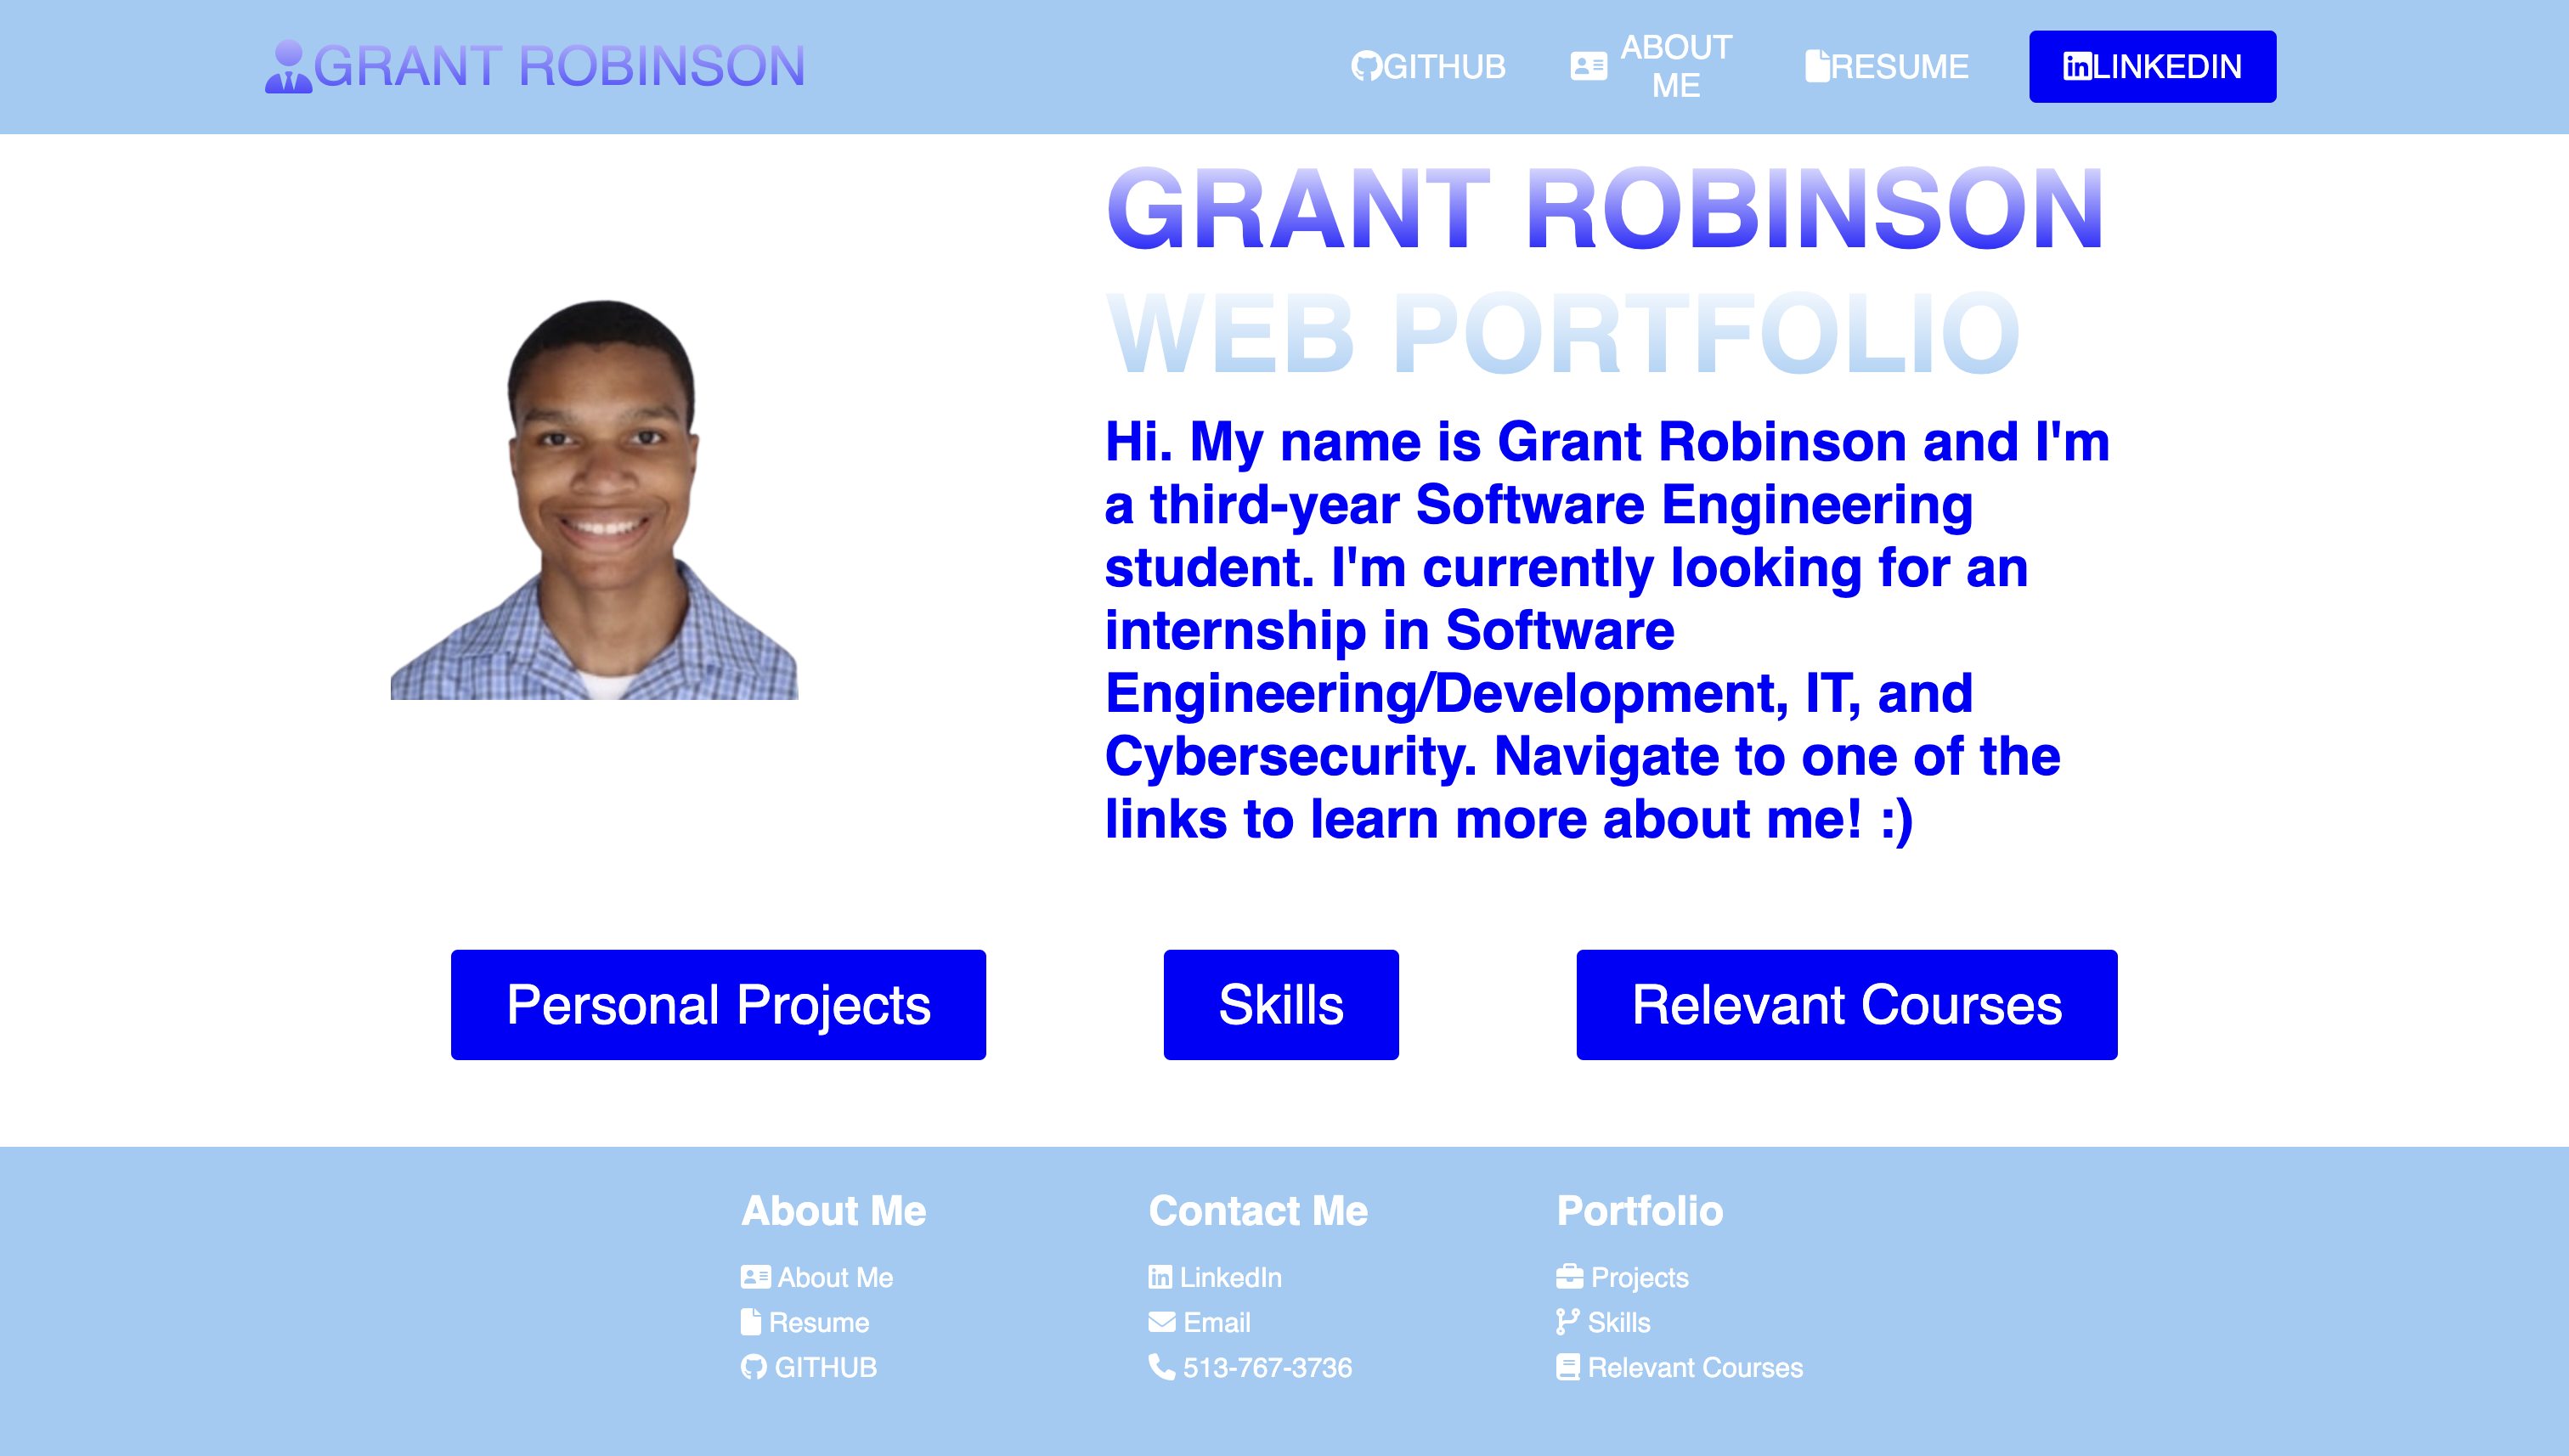 GRANT ROBINSON
GITHUB
ABOUT
ME
RESUME
LINKEDIN
GRANT ROBINSON
WEB PORTFOLIO
Hi. My name is Grant Robinson and I'm
a third-year Software Engineering
student. I'm currently looking for an
internship in Software
Engineering/Development, IT, and
Cybersecurity. Navigate to one of the
links to learn more about me! :)
Personal Projects
Skills
Relevant Courses
About Me
About Me
Resume
GITHUB
Contact Me
LinkedIn
Email
513-767-3736
Portfolio
Projects
Skills
Relevant Courses